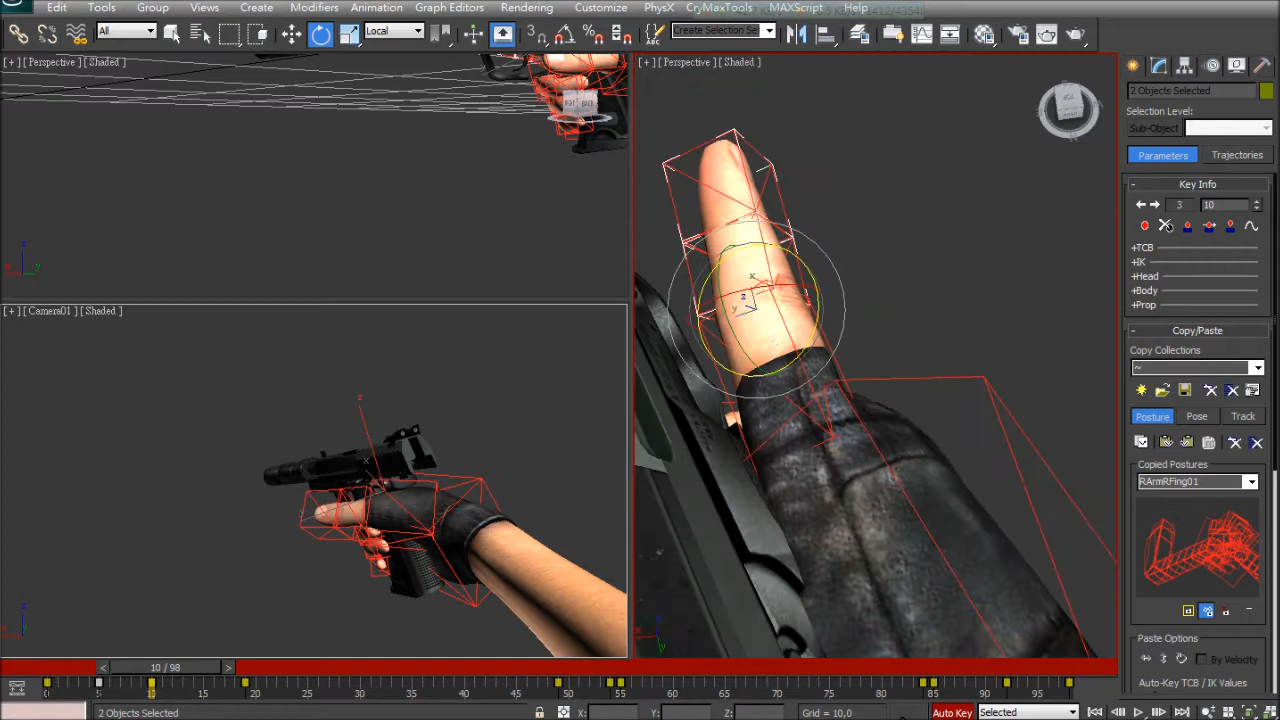 Edit Tools Group Views Create Modifiers Animation Graph Editors Rendering Customize PhysX CryMaxTools MAXScript Help
All Local 3 Create Selection Se
[+] [Perspective] [Shaded]
[+] [Perspective] [Shaded]
2 Objects Selected
Selection Level:
Sub-Object
Parameters Trajectories
- Key Info
3 10
+TCB
+IK
+Head
+Body
+Prop
z
y
[+] [Camera01] [Shaded]
x
z
y
- Copy/Paste
Copy Collections
~
z
x
Posture Pose Track
Copied Postures
RArmRFing01
z
y
Paste Options
By Velocity
Auto-Key TCB / IK Values
< 10 / 98 >
0 5 10 15 20 25 30 35 40 45 50 55 60 65 70 75 80 85 90 95
2 Objects Selected X: Y: Z: Grid = 10,0 Auto Key Selected